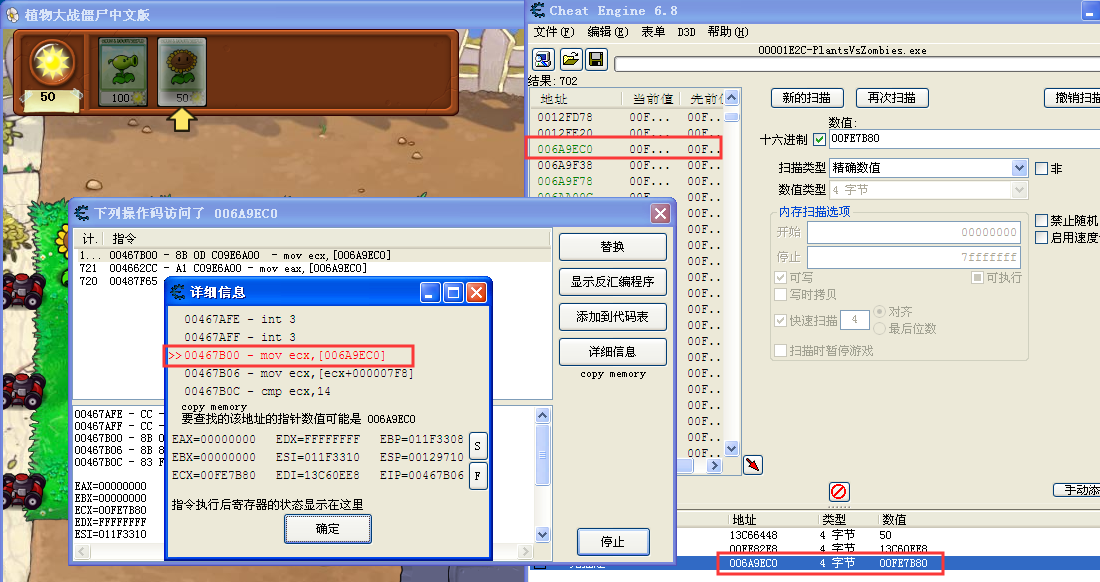 植物大战僵尸中文版
50
100
50
Cheat Engine 6.8
文件(F) 编辑(E) 表单 D3D 帮助(H)
00001E2C-PlantsVsZombies.exe
结果: 702
地址 当前值 先前
0012FD78 00F... 00F..
0012FE20 00F... 00F..
006A9EC0 00F... 00F..
006A9F38 00F... 00F..
006A9F78 00F... 00F..
新的扫描 再次扫描 撤销扫描
数值:
十六进制 00FE7B80
扫描类型 精确数值 非
数值类型 4 字节
内存扫描选项
开始 00000000
停止 7fffffff
可写 可执行
写时拷贝
快速扫描 4 对齐
最后位数
扫描时暂停游戏
禁止随机
启用速度
手动添
地址 类型 数值
13C66448 4 字节 50
00FE82E8 4 字节 13C60EE8
006A9EC0 4 字节 00FE7B80
下列操作码访问了 006A9EC0
计. 指令
1... 00467B00 - 8B 0D C09E6A00 - mov ecx,[006A9EC0]
721 004662CC - A1 C09E6A00 - mov eax,[006A9EC0]
720 00487F65
替换
显示反汇编程序
添加到代码表
详细信息
copy memory
停止
00467AFE - CC -
00467AFF - CC -
00467B00 - 8B 0
00467B06 - 8B 8
00467B0C - 83 F
EAX=00000000
EBX=00000000
ECX=00FE7B80
EDX=FFFFFFFF
ESI=011F3310
详细信息
00467AFE - int 3
00467AFF - int 3
>>00467B00 - mov ecx,[006A9EC0]
00467B06 - mov ecx,[ecx+000007F8]
00467B0C - cmp ecx,14
copy memory
要查找的该地址的指针数值可能是 006A9EC0
EAX=00000000 EDX=FFFFFFFF EBP=011F3308 S
EBX=00000000 ESI=011F3310 ESP=00129710
ECX=00FE7B80 EDI=13C60EE8 EIP=00467B06 F
指令执行后寄存器的状态显示在这里
确定